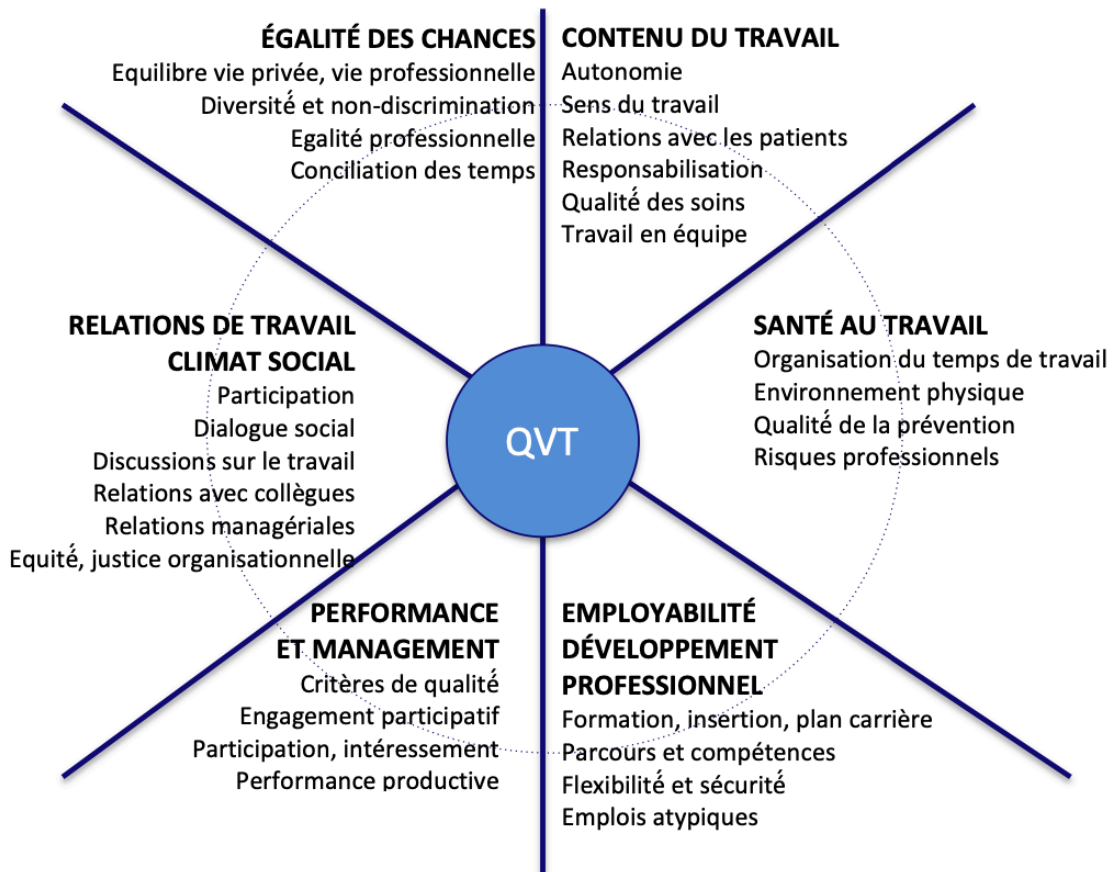 ÉGALITÉ DES CHANCES
Equilibre vie privée, vie professionnelle
Diversité et non-discrimination
Egalité professionnelle
Conciliation des temps
CONTENU DU TRAVAIL
Autonomie
Sens du travail
Relations avec les patients
Responsabilisation
Qualité des soins
Travail en équipe
RELATIONS DE TRAVAIL
CLIMAT SOCIAL
Participation
Dialogue social
Discussions sur le travail
Relations avec collègues
Relations managériales
Equité, justice organisationnelle
QVT
SANTÉ AU TRAVAIL
Organisation du temps de travail
Environnement physique
Qualité de la prévention
Risques professionnels
PERFORMANCE
ET MANAGEMENT
Critères de qualité
Engagement participatif
Participation, intéressement
Performance productive
EMPLOYABILITÉ
DÉVELOPPEMENT
PROFESSIONNEL
Formation, insertion, plan carrière
Parcours et compétences
Flexibilité et sécurité
Emplois atypiques